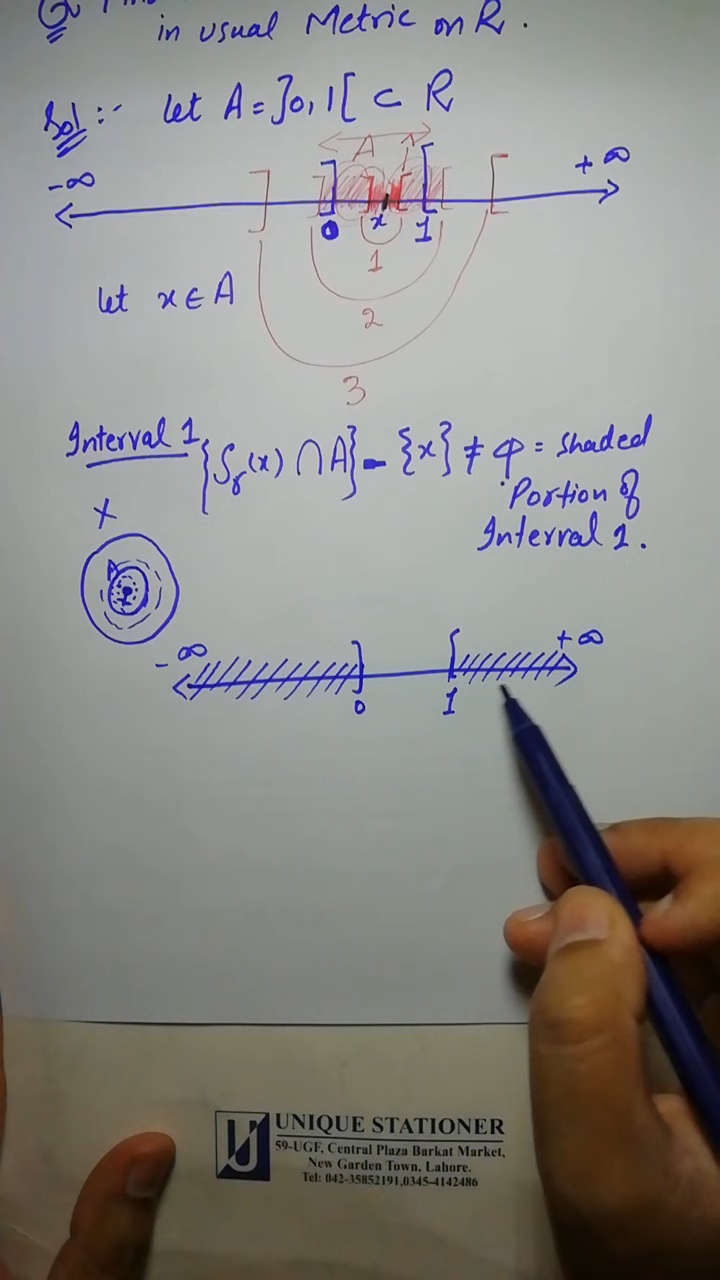 Q
in usual Metric on R.
Sol :- let A = ]0,1[ ⊂ R
A
-∞ ] ] ] [ [ [ +∞
0 x 1
1
let x ∈ A
2
3
Interval 1 {Sr(x) ∩ A} - {x} ≠ φ = shaded
Portion of
Interval 1.
X
A
-∞ ] [ +∞
0 1
U
UNIQUE STATIONER
59-UGF, Central Plaza Barkat Market,
New Garden Town, Lahore.
Tel: 042-35852191,0345-4142486